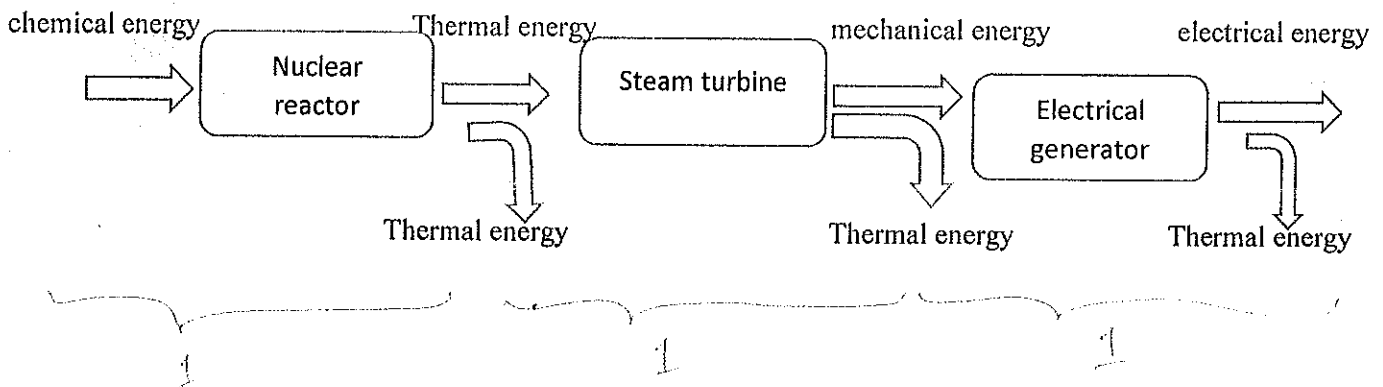 chemical energy Thermal energy mechanical energy electrical energy
Nuclear
reactor
Steam turbine
Electrical
generator
Thermal energy Thermal energy Thermal energy
1 1 1